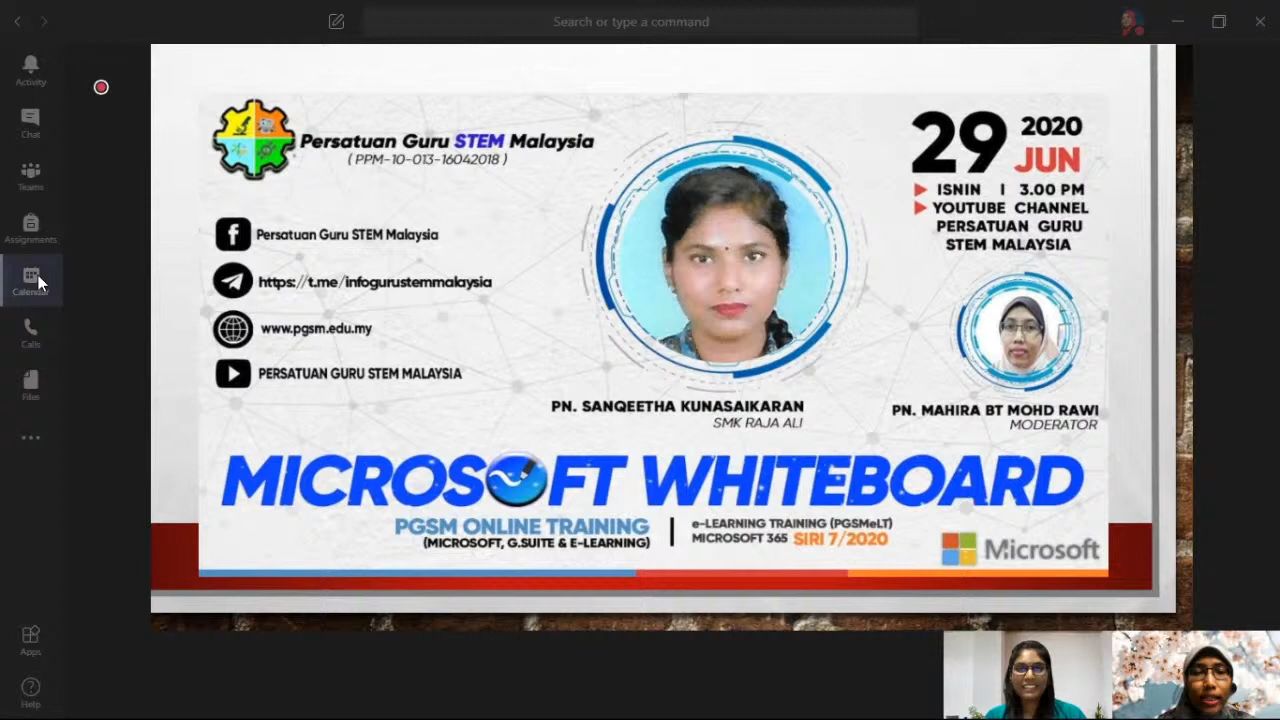 Search or type a command
Activity
Chat
Teams
Assignments
Calendar
Calls
Files
Apps
Help
Persatuan Guru STEM Malaysia
( PPM-10-013-16042018 )
Persatuan Guru STEM Malaysia
https://t.me/infogurustemmalaysia
www.pgsm.edu.my
PERSATUAN GURU STEM MALAYSIA
29 2020
JUN
ISNIN I 3.00 PM
YOUTUBE CHANNEL
PERSATUAN GURU
STEM MALAYSIA
PN. SANGEETHA KUNASAIKARAN
SMK RAJA ALI
PN. MAHIRA BT MOHD RAWI
MODERATOR
MICROSOFT WHITEBOARD
PGSM ONLINE TRAINING
(MICROSOFT, G.SUITE & E-LEARNING)
e-LEARNING TRAINING (PGSMeLT)
MICROSOFT 365 SIRI 7/2020
Microsoft